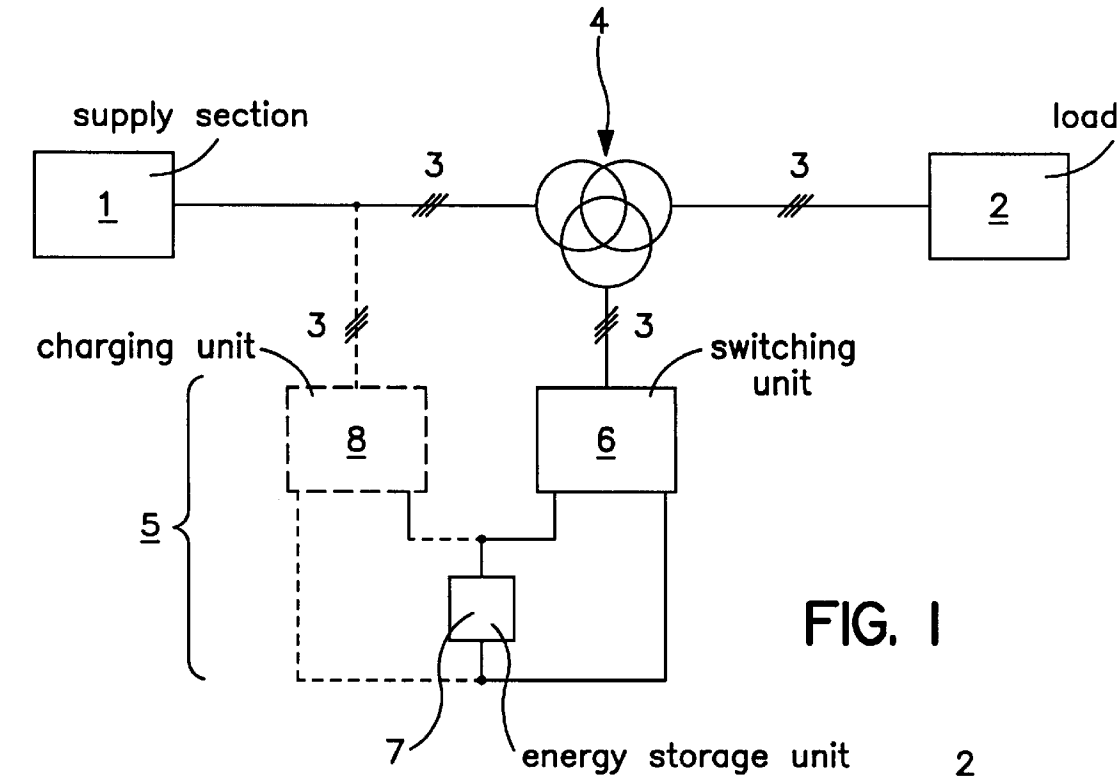 4
supply section
load
3
3
1
2
3
3
charging unit
switching
unit
8
6
5
FIG. 1
7
energy storage unit
2